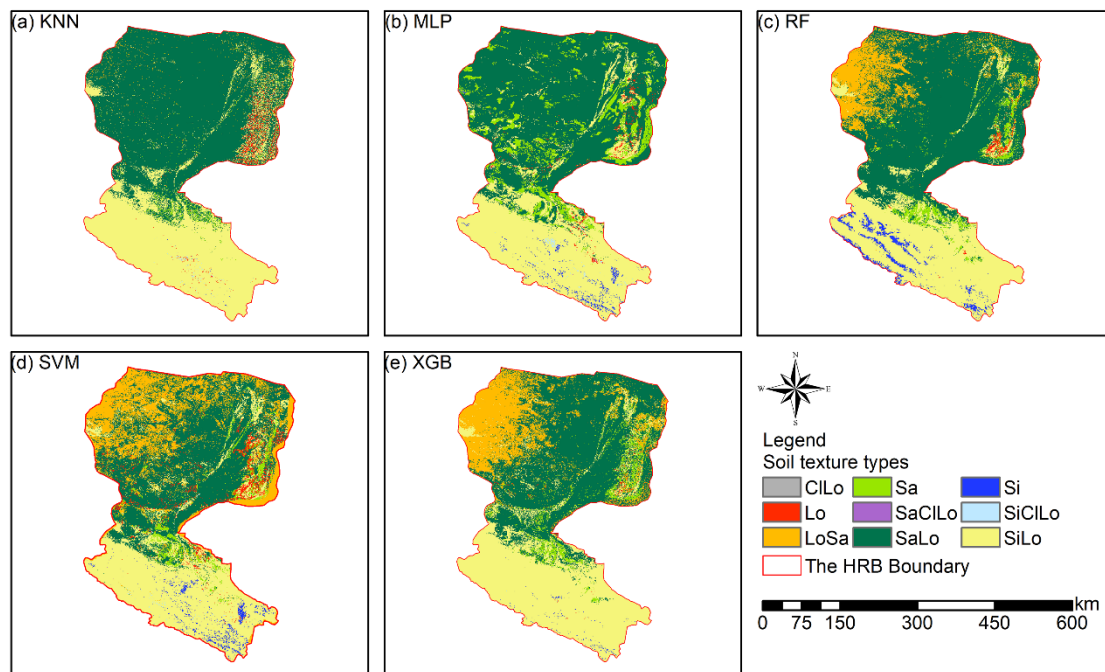 (a) KNN
(b) MLP
(c) RF
(d) SVM
(e) XGB
N
W E
S
Legend
Soil texture types
ClLo Sa Si
Lo SaClLo SiClLo
LoSa SaLo SiLo
The HRB Boundary
km
0 75 150 300 450 600